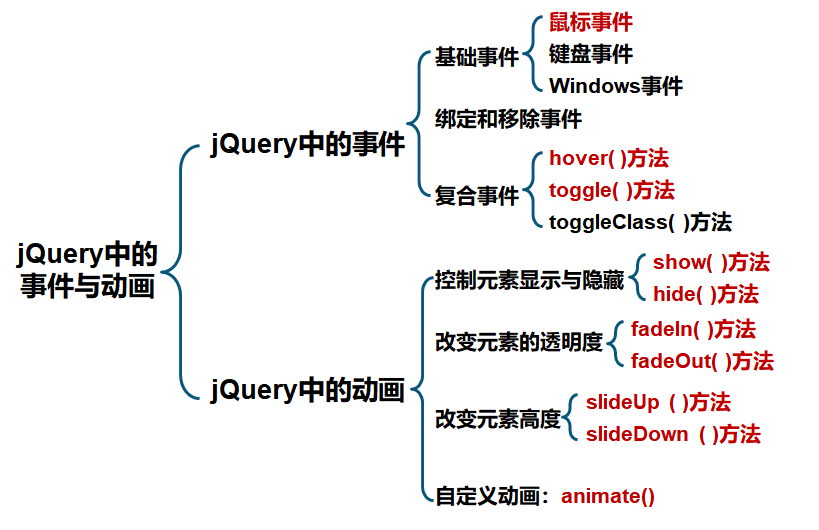 jQuery中的
事件与动画
jQuery中的事件
基础事件
鼠标事件
键盘事件
Windows事件
绑定和移除事件
复合事件
hover( )方法
toggle( )方法
toggleClass( )方法
jQuery中的动画
控制元素显示与隐藏
show( )方法
hide( )方法
改变元素的透明度
fadeIn( )方法
fadeOut( )方法
改变元素高度
slideUp ( )方法
slideDown ( )方法
自定义动画：animate()